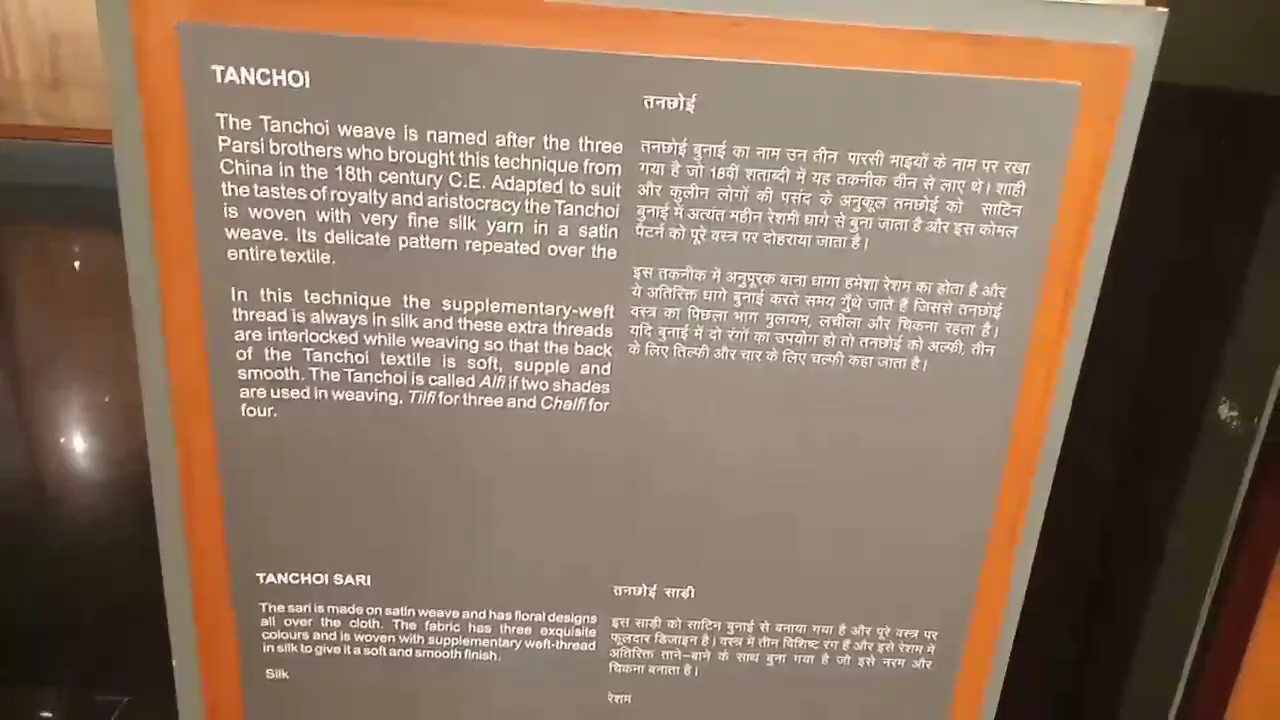 TANCHOI
The Tanchoi weave is named after the three
Parsi brothers who brought this technique from
China in the 18th century C.E. Adapted to suit
the tastes of royalty and aristocracy the Tanchoi
is woven with very fine silk yarn in a satin
weave. Its delicate pattern repeated over the
entire textile.
In this technique the supplementary-weft
thread is always in silk and these extra threads
are interlocked while weaving so that the back
of the Tanchoi textile is soft, supple and
smooth. The Tanchoi is called Alfi if two shades
are used in weaving, Tilfi for three and Chalfi for
four.
तनछोई
तनछोई बुनाई का नाम उन तीन पारसी भाइयों के नाम पर रखा
गया है जो 18वीं शताब्दी में यह तकनीक चीन से लाए थे। शाही
और कुलीन लोगों की पसंद के अनुकूल तनछोई को साटिन
बुनाई में अत्यंत महीन रेशमी धागे से बुना जाता है और इस कोमल
पैटर्न को पूरे वस्त्र पर दोहराया जाता है।
इस तकनीक में अनुपूरक बाना धागा हमेशा रेशम का होता है और
ये अतिरिक्त धागे बुनाई करते समय गुँथे जाते हैं जिससे तनछोई
वस्त्र का पिछला भाग मुलायम, लचीला और चिकना रहता है।
यदि बुनाई में दो रंगों का उपयोग हो तो तनछोई को अल्फी, तीन
के लिए तिल्फी और चार के लिए चल्फी कहा जाता है।
TANCHOI SARI
The sari is made on satin weave and has floral designs
all over the cloth. The fabric has three exquisite
colours and is woven with supplementary weft-thread
in silk to give it a soft and smooth finish.
Silk
तनछोई साड़ी
इस साड़ी को साटिन बुनाई से बनाया गया है और पूरे वस्त्र पर
फूलदार डिजाइन है। वस्त्र में तीन विशिष्ट रंग हैं और इसे रेशम में
अतिरिक्त ताने–बाने के साथ बुना गया है जो इसे नरम और
चिकना बनाता है।
रेशम